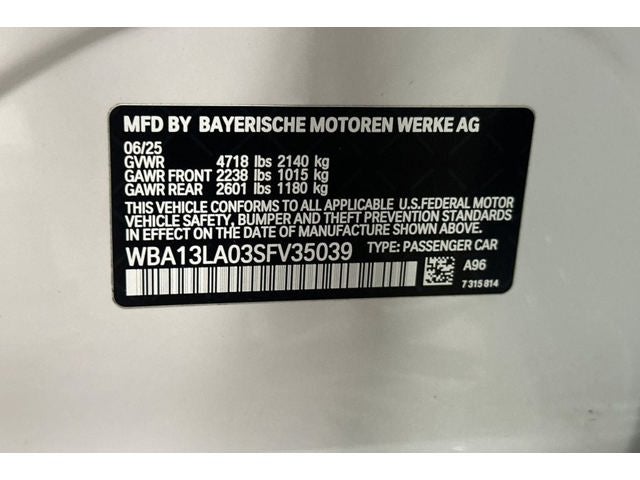 MFD BY BAYERISCHE MOTOREN WERKE AG
06/25
GVWR 4718 lbs 2140 kg
GAWR FRONT 2238 lbs 1015 kg
GAWR REAR 2601 lbs 1180 kg
THIS VEHICLE CONFORMS TO ALL APPLICABLE U.S.FEDERAL MOTOR
VEHICLE SAFETY, BUMPER AND THEFT PREVENTION STANDARDS
IN EFFECT ON THE DATE OF MANUFACTURE SHOWN ABOVE.
WBA13LA03SFV35039 TYPE: PASSENGER CAR
A96
7 315 814